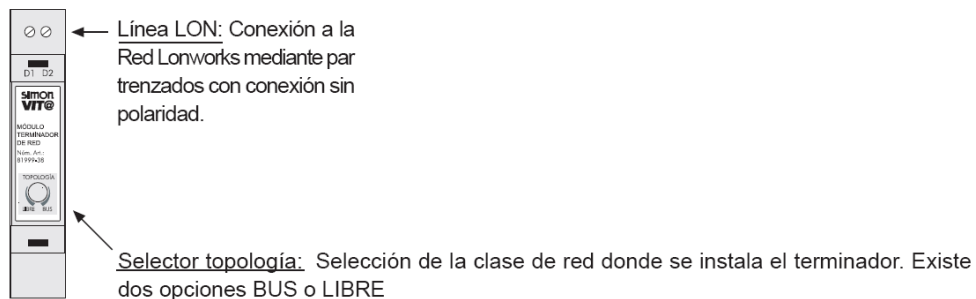 Línea LON: Conexión a la
Red Lonworks mediante par
trenzados con conexión sin
polaridad.
D1 D2
simon
VIT@
MÓDULO
TERMINADOR
DE RED
Núm. Art.:
81999-38
TOPOLOGÍA
LIBRE BUS
Selector topología: Selección de la clase de red donde se instala el terminador. Existe
dos opciones BUS o LIBRE